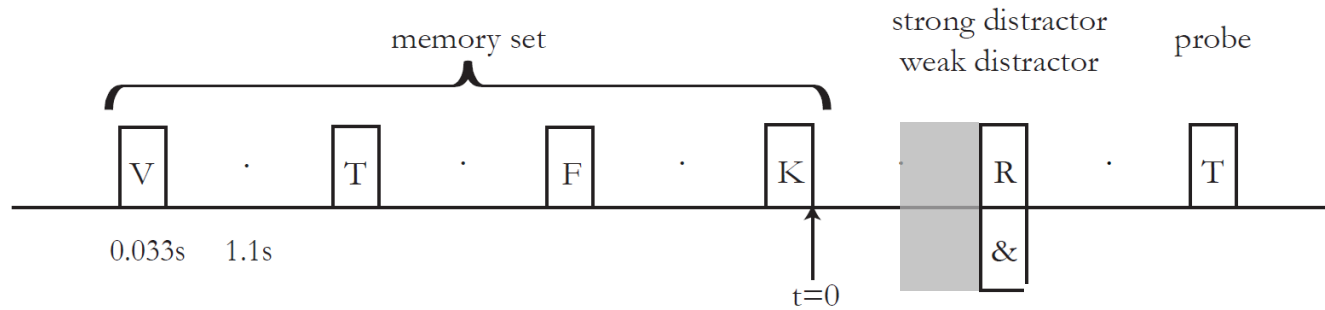 memory set
strong distractor
weak distractor
probe
V . T . F . K . R . T
&
0.033s 1.1s
t=0